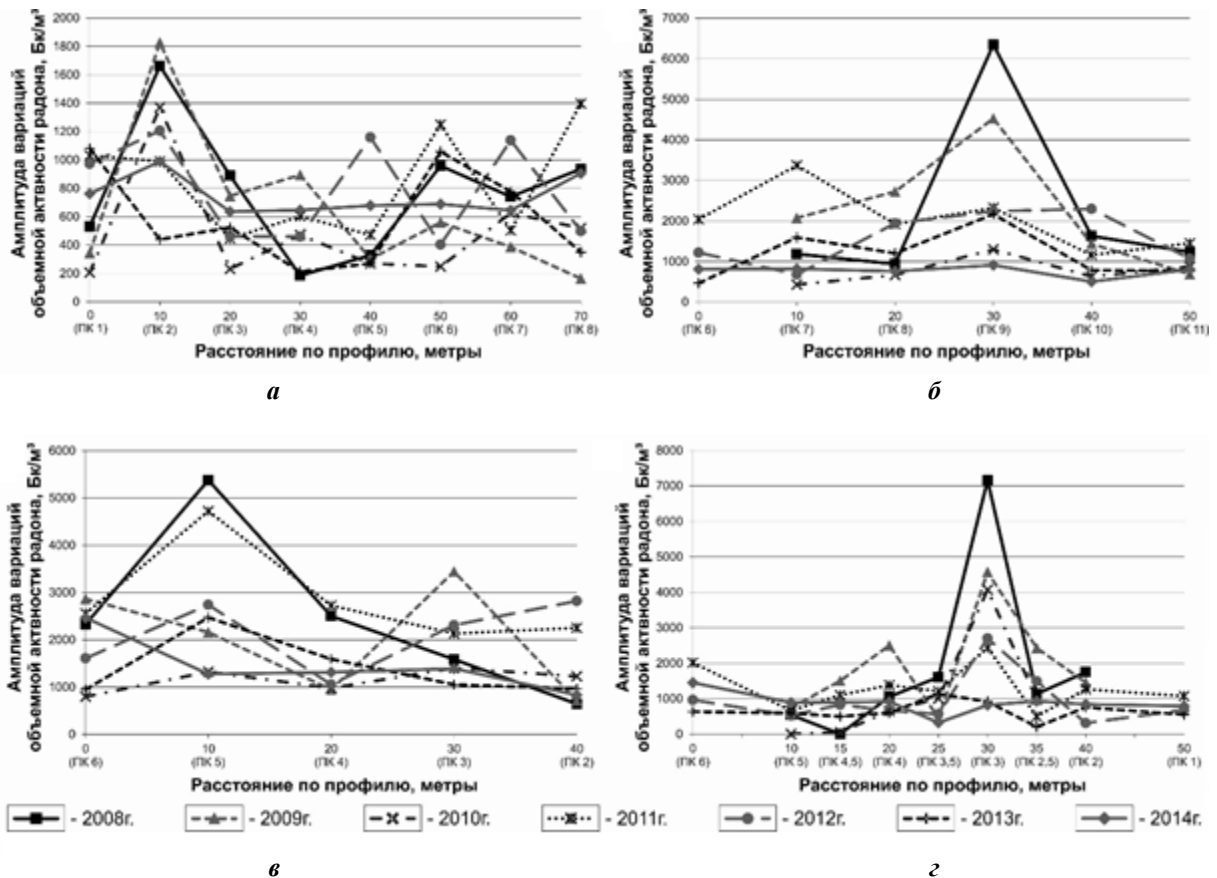 Амплитуда вариаций
объемной актвности радона, Бк/м³
2000
1800
1600
1400
1200
1000
800
600
400
200
0
0 10 20 30 40 50 60 70
(ПК 1) (ПК 2) (ПК 3) (ПК 4) (ПК 5) (ПК 6) (ПК 7) (ПК 8)
Расстояние по профилю, метры
а
Амплитуда вариаций
объемной актвности радона, Бк/м³
7000
6000
5000
4000
3000
2000
1000
0
0 10 20 30 40 50
(ПК 6) (ПК 7) (ПК 8) (ПК 9) (ПК 10) (ПК 11)
Расстояние по профилю, метры
б
Амплитуда вариаций
объемной актвности радона, Бк/м³
6000
5000
4000
3000
2000
1000
0
0 10 20 30 40
(ПК 6) (ПК 5) (ПК 4) (ПК 3) (ПК 2)
Расстояние по профилю, метры
Амплитуда вариаций
объемной актвности радона, Бк/м³
8000
7000
6000
5000
4000
3000
2000
1000
0
0 10 15 20 25 30 35 40 50
(ПК 6) (ПК 5) (ПК 4,5) (ПК 4) (ПК 3,5) (ПК 3) (ПК 2,5) (ПК 2) (ПК 1)
Расстояние по профилю, метры
- 2008г. - 2009г. - 2010г. - 2011г. - 2012г. - 2013г. - 2014г.
в
г